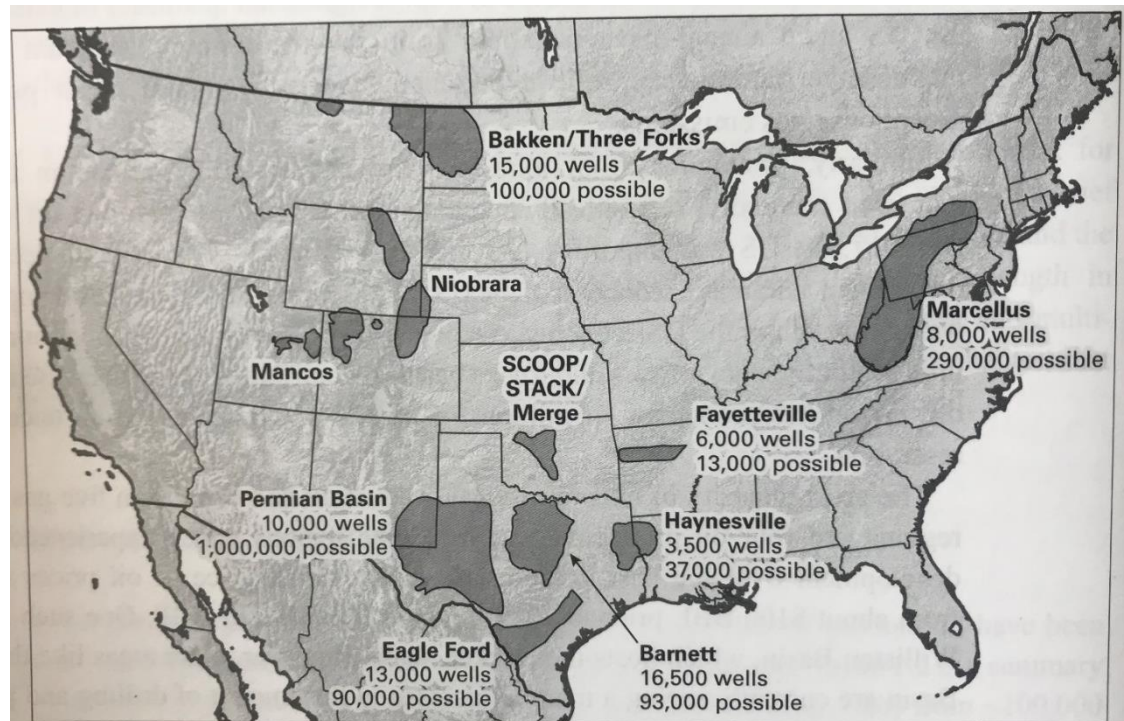 Bakken/Three Forks
15,000 wells
100,000 possible
Niobrara
Mancos
Marcellus
8,000 wells
290,000 possible
SCOOP/
STACK/
Merge
Fayetteville
6,000 wells
13,000 possible
Permian Basin
10,000 wells
1,000,000 possible
Haynesville
3,500 wells
37,000 possible
Eagle Ford
13,000 wells
90,000 possible
Barnett
16,500 wells
93,000 possible